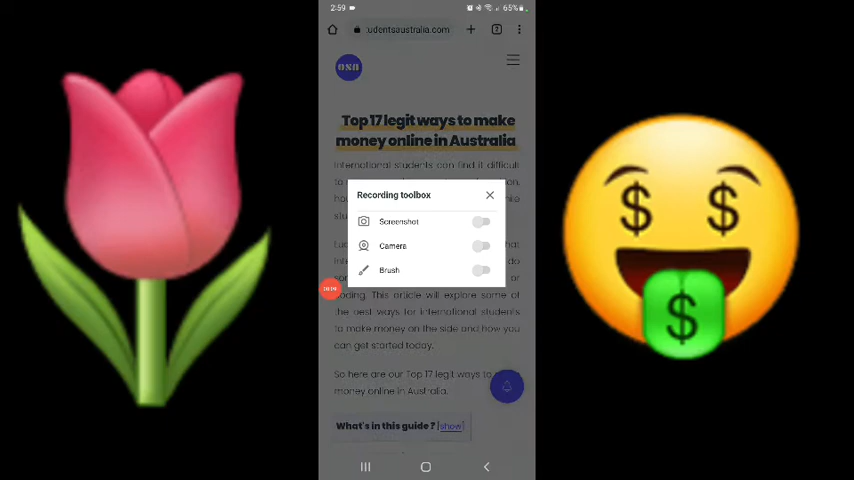 2:59
65%
:udentsaustralia.com
2
Top 17 legit ways to make
money online in Australia
International students can find it difficult
Recording toolbox
Screenshot
Camera
Brush
coding. This article will explore some of
the best ways for international students
to make money on the side and how you
can get started today.
So here are our Top 17 legit ways to
money online in Australia.
What's in this guide ? [show]
$ $
$